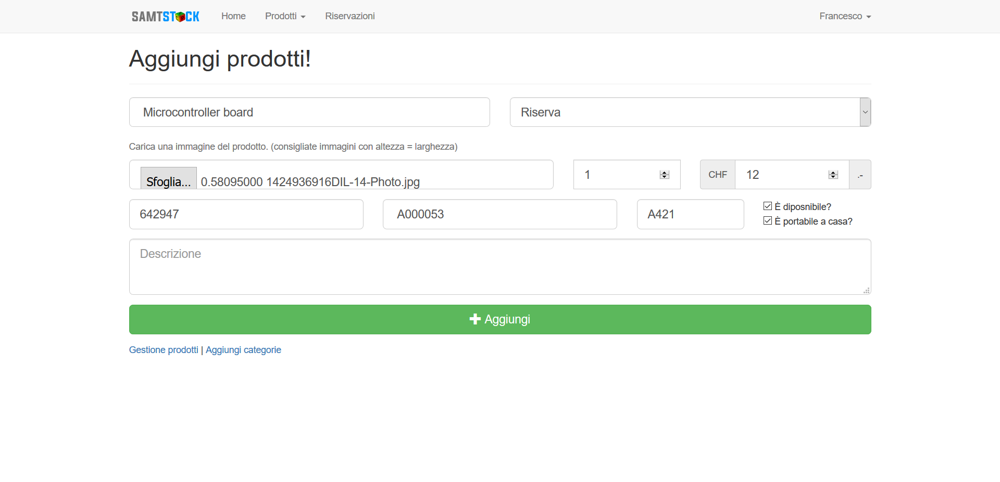 SAMTSTOCK Home Prodotti Riservazioni Francesco
Aggiungi prodotti!
Microcontroller board Riserva
Carica una immagine del prodotto. (consigliate immagini con altezza = larghezza)
Sfoglia... 0.58095000 1424936916DIL-14-Photo.jpg 1 CHF 12 .-
642947 A000053 A421 È diposnibile?
È portabile a casa?
Descrizione
Aggiungi
Gestione prodotti | Aggiungi categorie